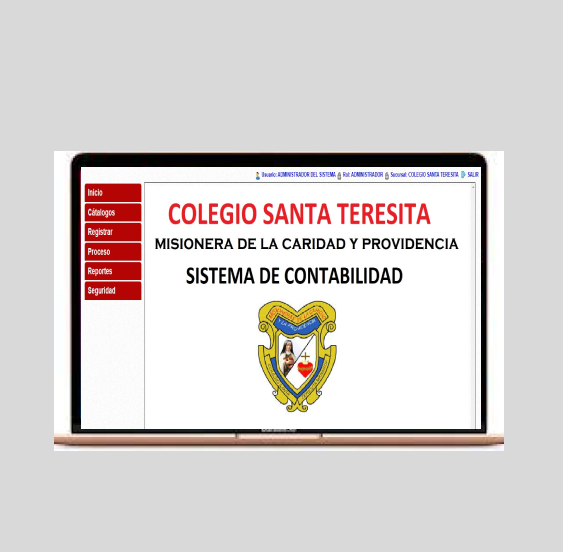 Usuario: ADMINISTRADOR DEL SISTEMA Rol: ADMINISTRADOR Sucursal: COLEGIO SANTA TERESITA SALIR
Inicio
Cátalogos
Registrar
Proceso
Reportes
Seguridad
COLEGIO SANTA TERESITA
MISIONERA DE LA CARIDAD Y PROVIDENCIA
SISTEMA DE CONTABILIDAD